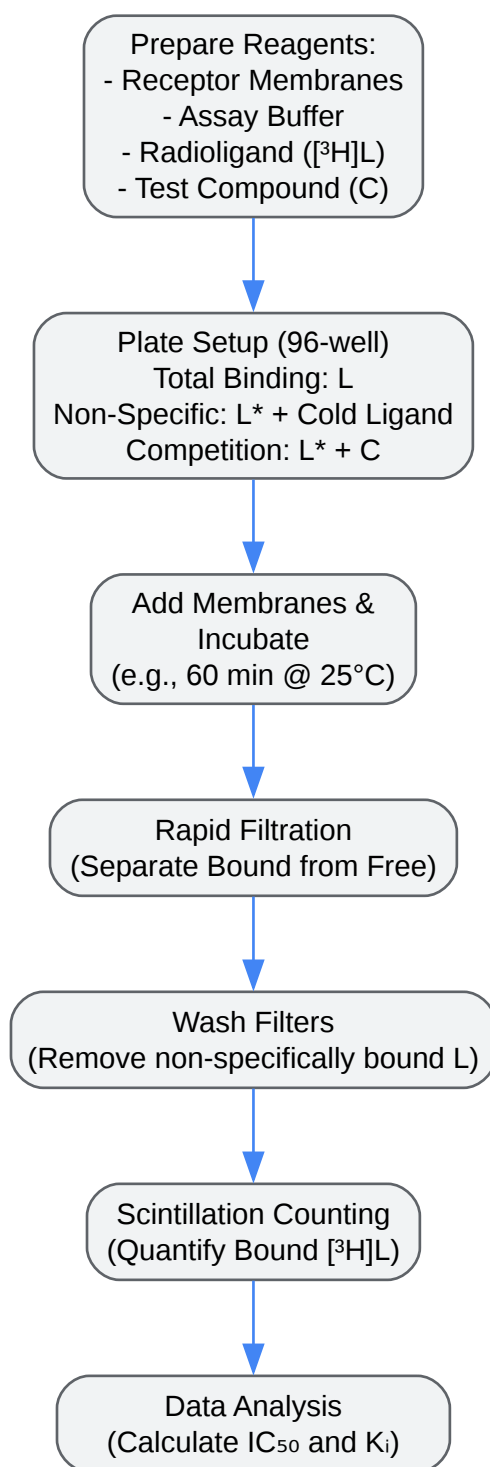 Prepare Reagents:
- Receptor Membranes
- Assay Buffer
- Radioligand ([³H]L)
- Test Compound (C)
Plate Setup (96-well)
Total Binding: L
Non-Specific: L* + Cold Ligand
Competition: L* + C
Add Membranes &
Incubate
(e.g., 60 min @ 25°C)
Rapid Filtration
(Separate Bound from Free)
Wash Filters
(Remove non-specifically bound L)
Scintillation Counting
(Quantify Bound [³H]L)
Data Analysis
(Calculate IC₅₀ and Kᵢ)